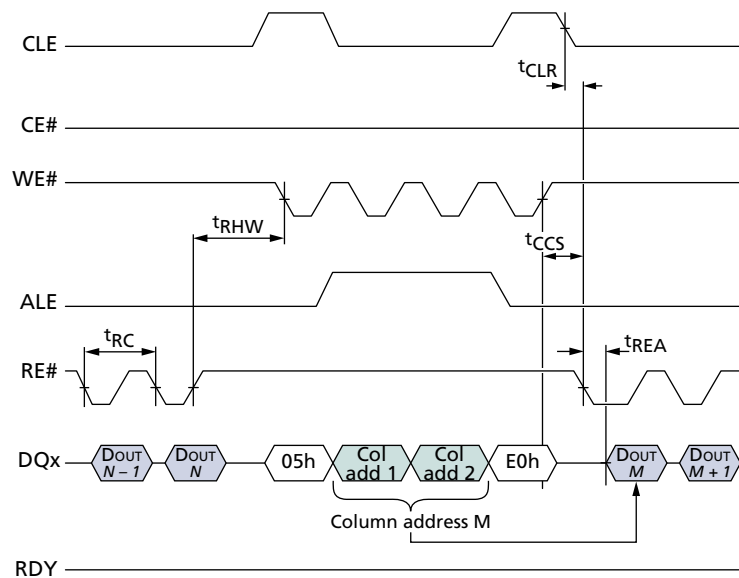 CLE
tCLR
CE#
WE#
tRHW
tCCS
ALE
tRC
tREA
RE#
DQx
DOUT
N – 1
DOUT
N
05h
Col
add 1
Col
add 2
E0h
DOUT
M
DOUT
M + 1
Column address M
RDY